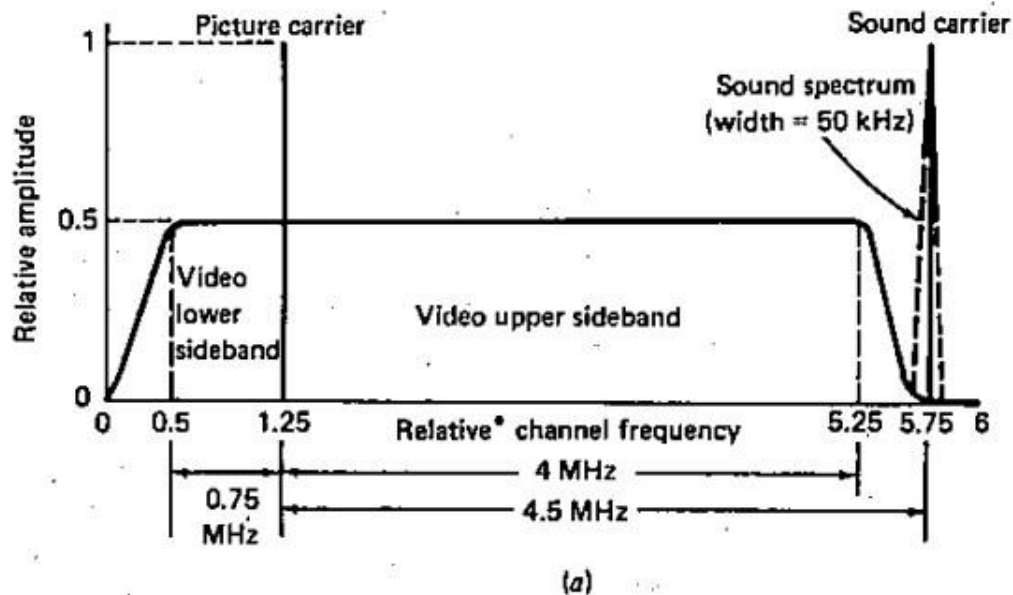 Picture carrier
Sound carrier
1
Sound spectrum
(width = 50 kHz)
Relative amplitude
0.5
Video
lower
sideband
Video upper sideband
0
0 0.5 1.25 Relative* channel frequency 5.25 5.75 6
4 MHz
0.75
MHz
4.5 MHz
(a)